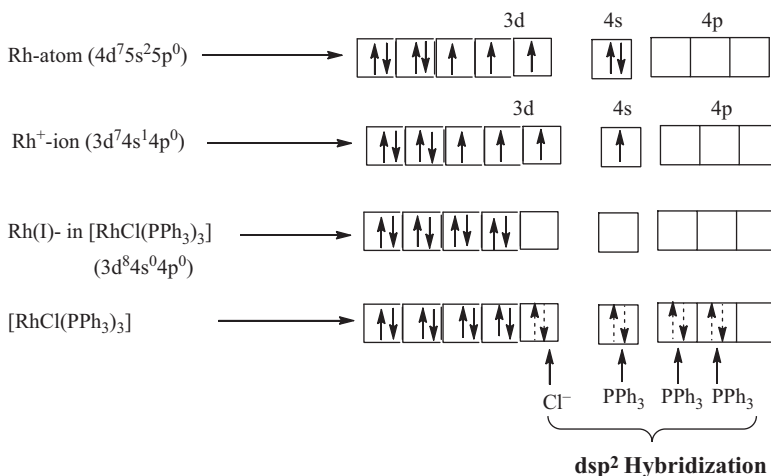 3d 4s 4p
Rh-atom (4d⁷5s²5p⁰)
3d 4s 4p
Rh⁺-ion (3d⁷4s¹4p⁰)
Rh(I)- in [RhCl(PPh₃)₃]
(3d⁸4s⁰4p⁰)
[RhCl(PPh₃)₃]
Cl⁻ PPh₃ PPh₃ PPh₃
dsp² Hybridization